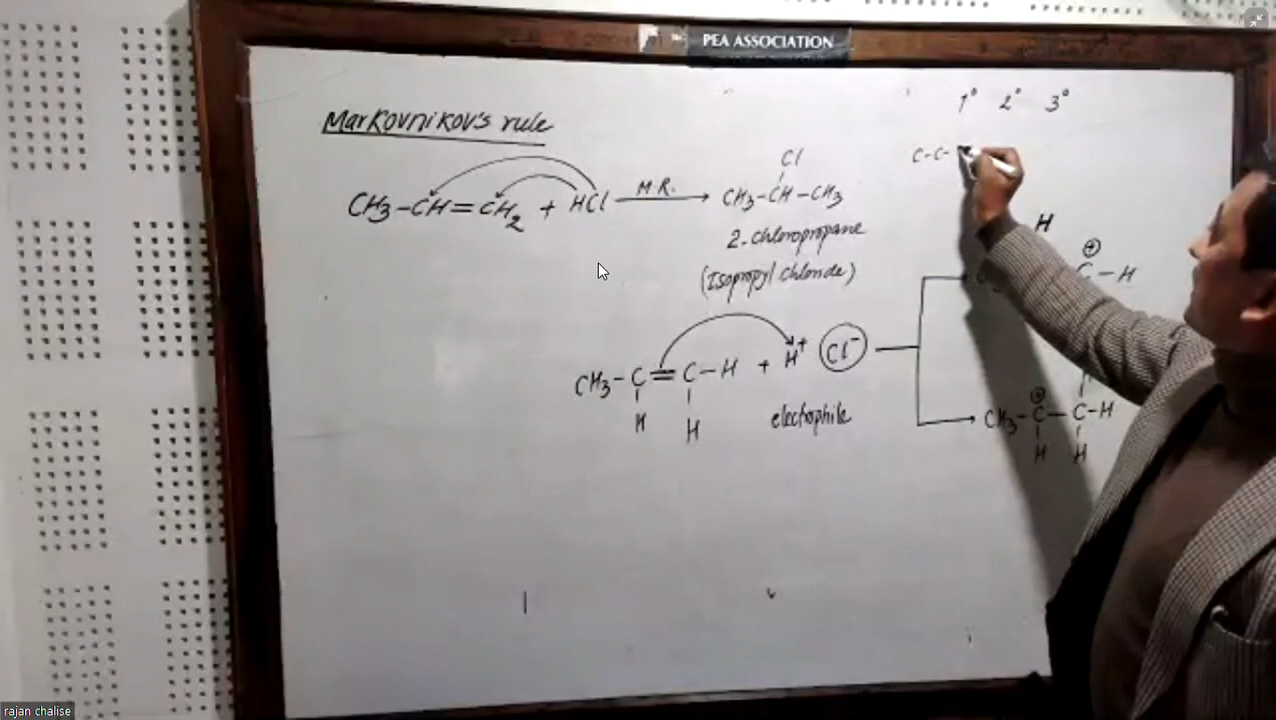 PEA ASSOCIATION
1° 2° 3°
Markovnikov's rule
C-C-
CH3-CH=CH2 + HCl M.R.
Cl
CH3-CH-CH3
2-chloropropane
(Isopropyl chloride)
H
⊕
C-H
CH3-C=C-H + H+ Cl-
H H
electrophile
⊕
CH3-C-C-H
H H
rajan chalise